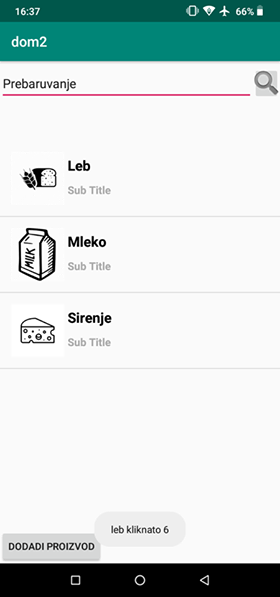 16:37
66%
dom2
Prebaruvanje
Leb
Sub Title
MILK
Mleko
Sub Title
Sirenje
Sub Title
leb kliknato 6
DODADI PROIZVOD